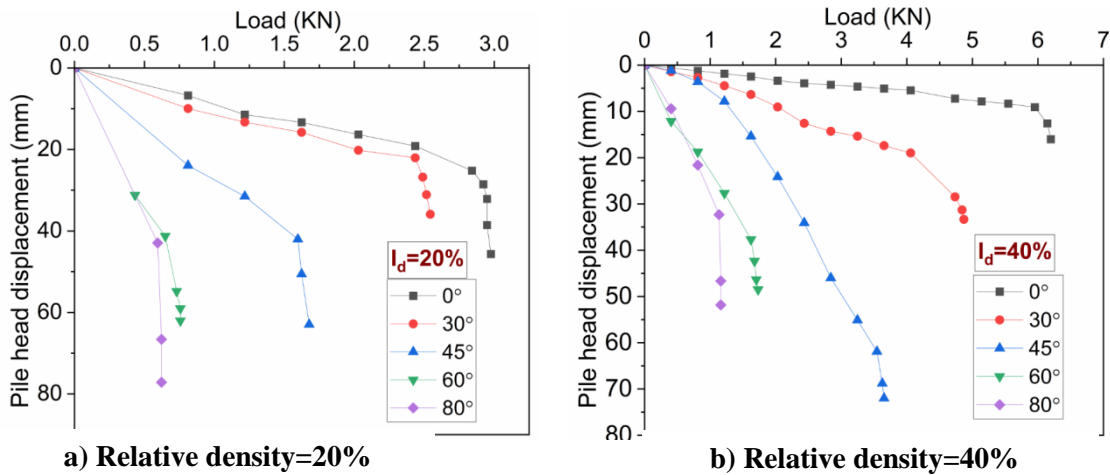 Load (KN)
0.0 0.5 1.0 1.5 2.0 2.5 3.0
0
20
40
60
80
Pile head displacement (mm)
I_d=20%
0°
30°
45°
60°
80°
a) Relative density=20%
Load (KN)
0 1 2 3 4 5 6 7
0
10
20
30
40
50
60
70
80
Pile head displacement (mm)
I_d=40%
0°
30°
45°
60°
80°
b) Relative density=40%